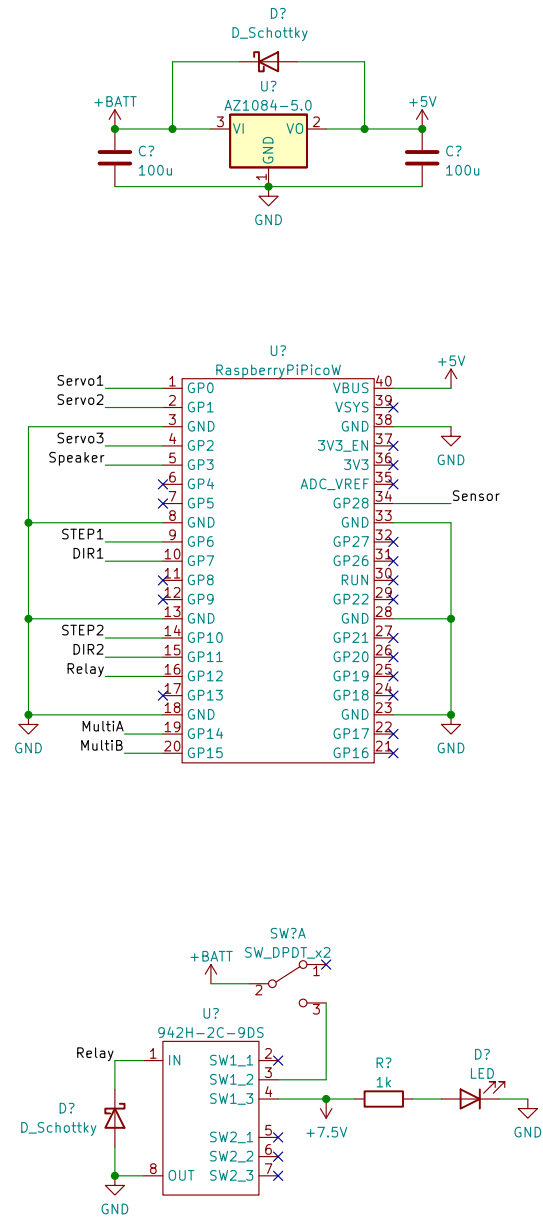 D?
D_Schottky
U?
AZ1084-5.0
+BATT
+5V
3 VI VO 2
GND
1
C?
100u
C?
100u
GND
U?
RaspberryPiPicoW
+5V
Servo1 1 GP0 VBUS 40
Servo2 2 GP1 VSYS 39
3 GND GND 38
Servo3 4 GP2 3V3_EN 37
Speaker 5 GP3 3V3 36
GND
6 GP4 ADC_VREF 35
7 GP5 GP28 34 Sensor
8 GND GND 33
STEP1 9 GP6 GP27 32
DIR1 10 GP7 GP26 31
11 GP8 RUN 30
12 GP9 GP22 29
13 GND GND 28
STEP2 14 GP10 GP21 27
DIR2 15 GP11 GP20 26
Relay 16 GP12 GP19 25
17 GP13 GP18 24
18 GND GND 23
MultiA 19 GP14 GP17 22
MultiB 20 GP15 GP16 21
GND
GND
SW?A
SW_DPDT_x2
+BATT
1
2
3
U?
942H-2C-9DS
Relay 1 IN SW1_1 2
SW1_2 3
SW1_3 4
SW2_1 5
SW2_2 6
8 OUT SW2_3 7
D?
D_Schottky
GND
+7.5V
R?
1k
D?
LED
GND